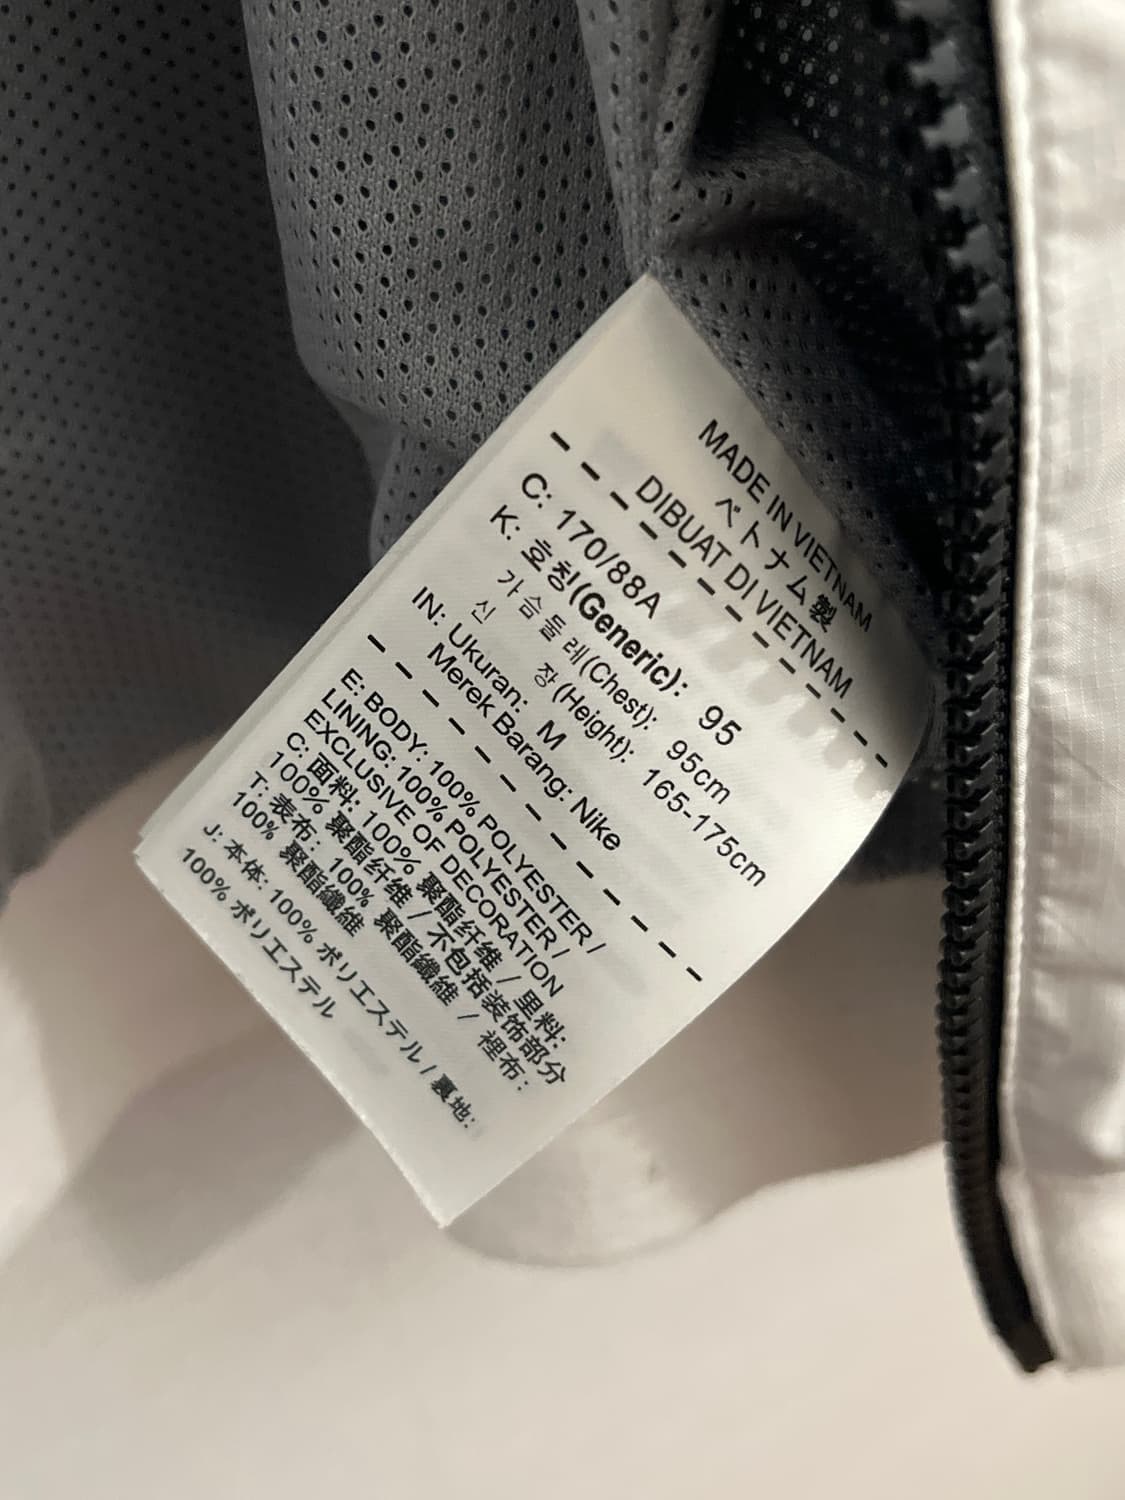 MADE IN VIETNAM
ベトナム製
DIBUAT DI VIETNAM
C: 170/88A
K: 호칭(Generic): 95
가슴둘레(Chest): 95cm
신 장(Height): 165-175cm
IN: Ukuran: M
Merek Barang: Nike
E: BODY: 100% POLYESTER /
LINING: 100% POLYESTER /
EXCLUSIVE OF DECORATION
C: 面料: 100% 聚酯纤维 / 里料:
100% 聚酯纤维 / 不包括装饰部分
T: 表布: 100% 聚酯纖維 / 裡布:
100% 聚酯纖維
J: 本体: 100% ポリエステル / 裏地:
100% ポリエステル